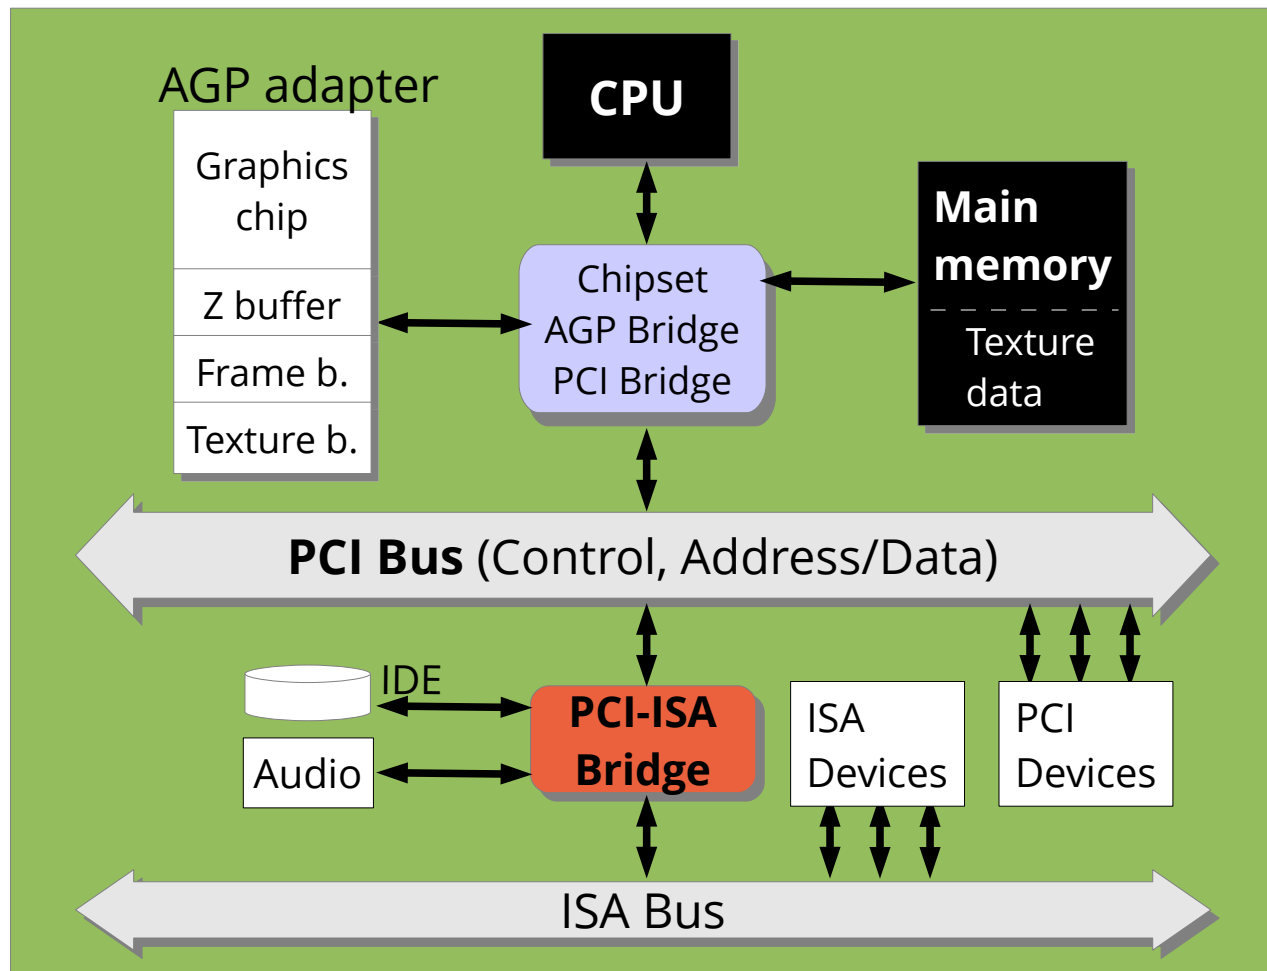 AGP adapter
CPU
Graphics
chip
Z buffer
Frame b.
Texture b.
Chipset
AGP Bridge
PCI Bridge
Main
memory
Texture
data
PCI Bus (Control, Address/Data)
IDE
Audio
PCI-ISA
Bridge
ISA
Devices
PCI
Devices
ISA Bus